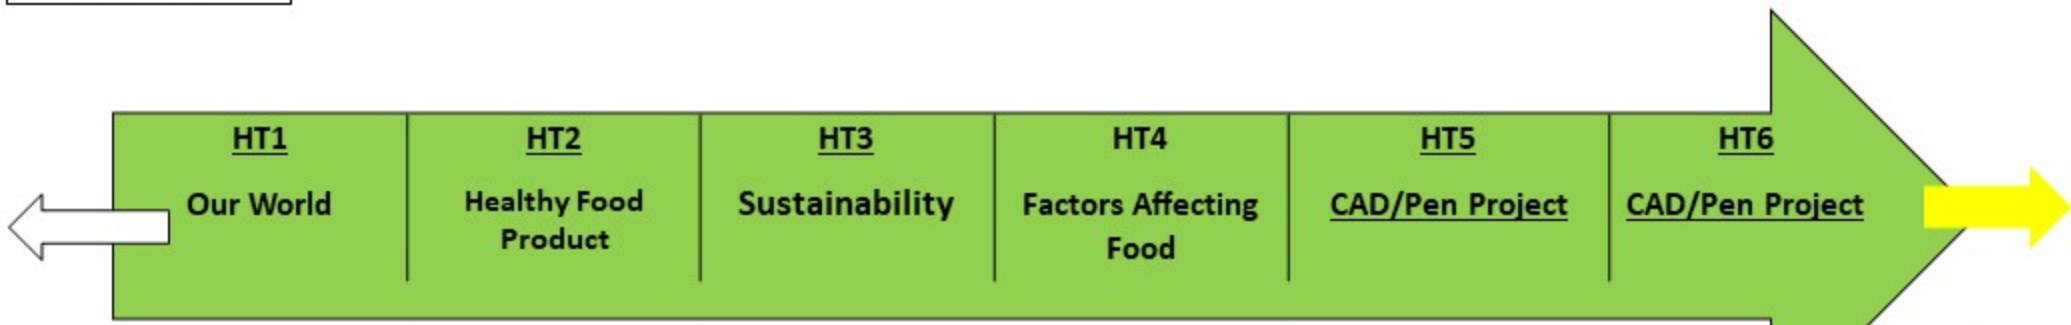 HT1
Our World
HT2
Healthy Food
Product
HT3
Sustainability
HT4
Factors Affecting
Food
HT5
CAD/Pen Project
HT6
CAD/Pen Project